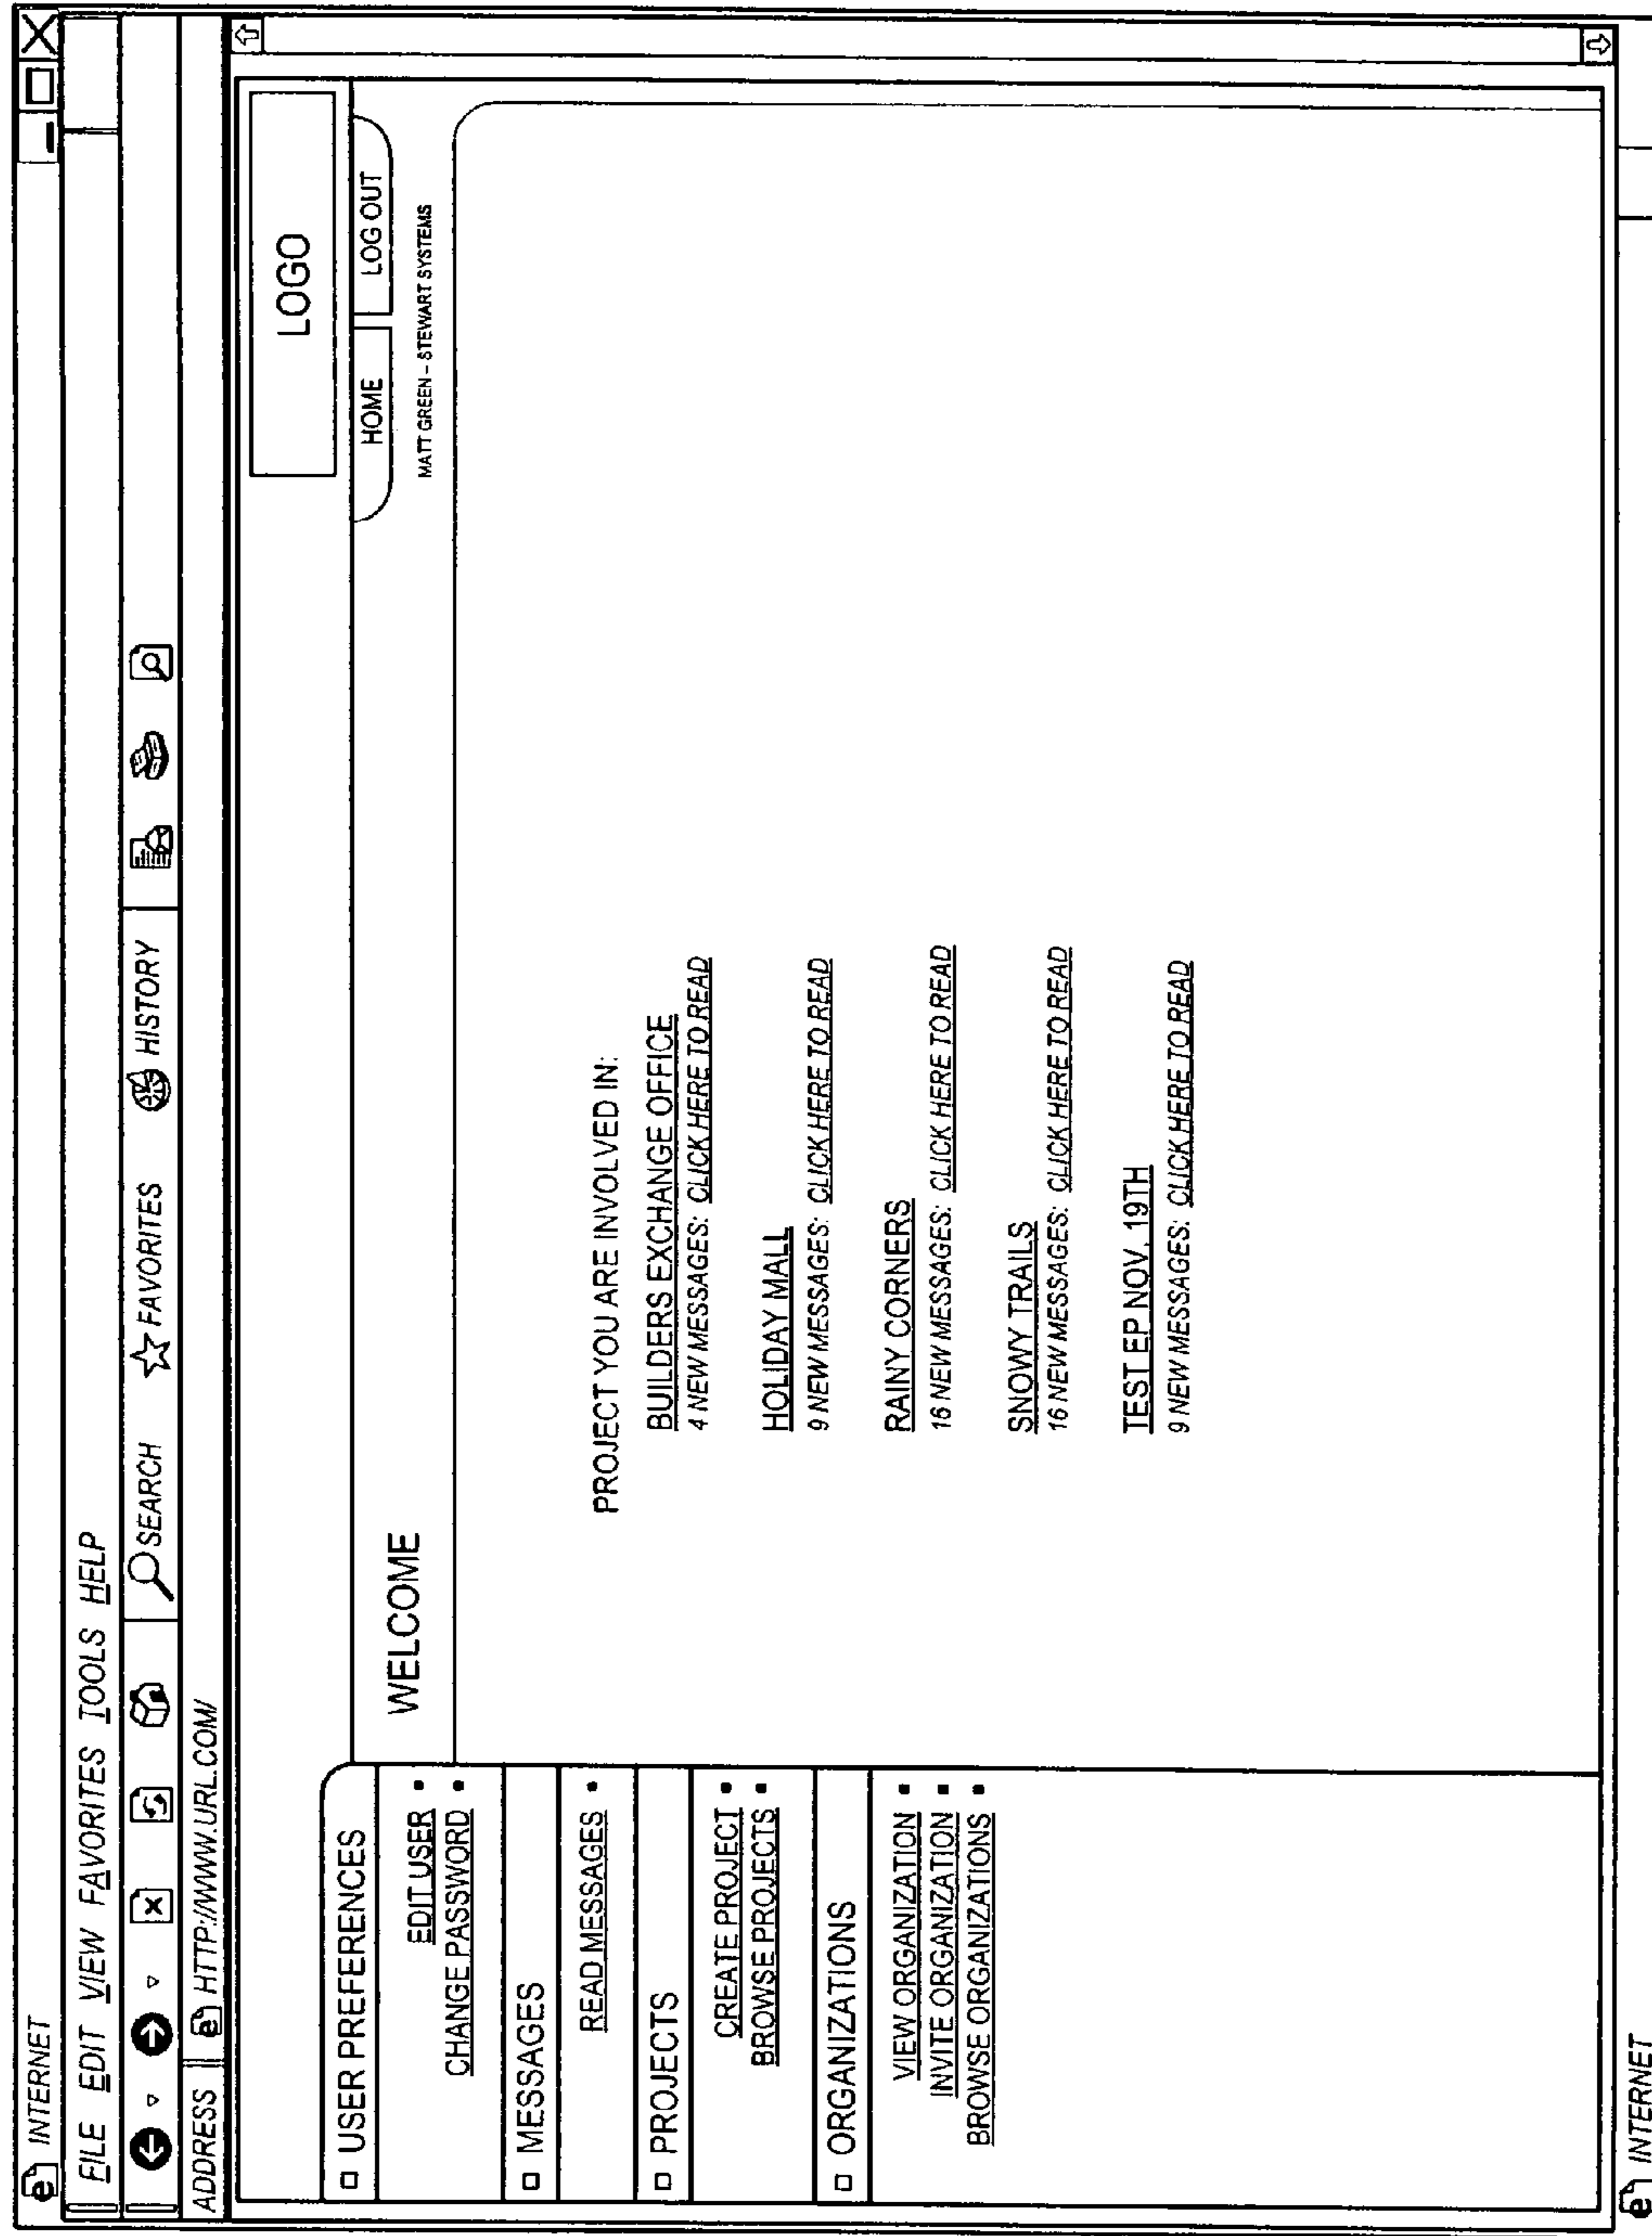 INTERNET
FILE EDIT VIEW FAVORITES TOOLS HELP
SEARCH FAVORITES HISTORY
ADDRESS HTTP://WWW.URL.COM/
LOGO
HOME LOG OUT
WELCOME
MATT GREEN – STEWART SYSTEMS
USER PREFERENCES
EDIT USER
CHANGE PASSWORD
MESSAGES
READ MESSAGES
PROJECTS
CREATE PROJECT
BROWSE PROJECTS
ORGANIZATIONS
VIEW ORGANIZATION
INVITE ORGANIZATION
BROWSE ORGANIZATIONS
PROJECT YOU ARE INVOLVED IN:
BUILDERS EXCHANGE OFFICE
4 NEW MESSAGES: CLICK HERE TO READ
HOLIDAY MALL
9 NEW MESSAGES: CLICK HERE TO READ
RAINY CORNERS
16 NEW MESSAGES: CLICK HERE TO READ
SNOWY TRAILS
16 NEW MESSAGES: CLICK HERE TO READ
TEST EP NOV. 19TH
9 NEW MESSAGES: CLICK HERE TO READ
INTERNET